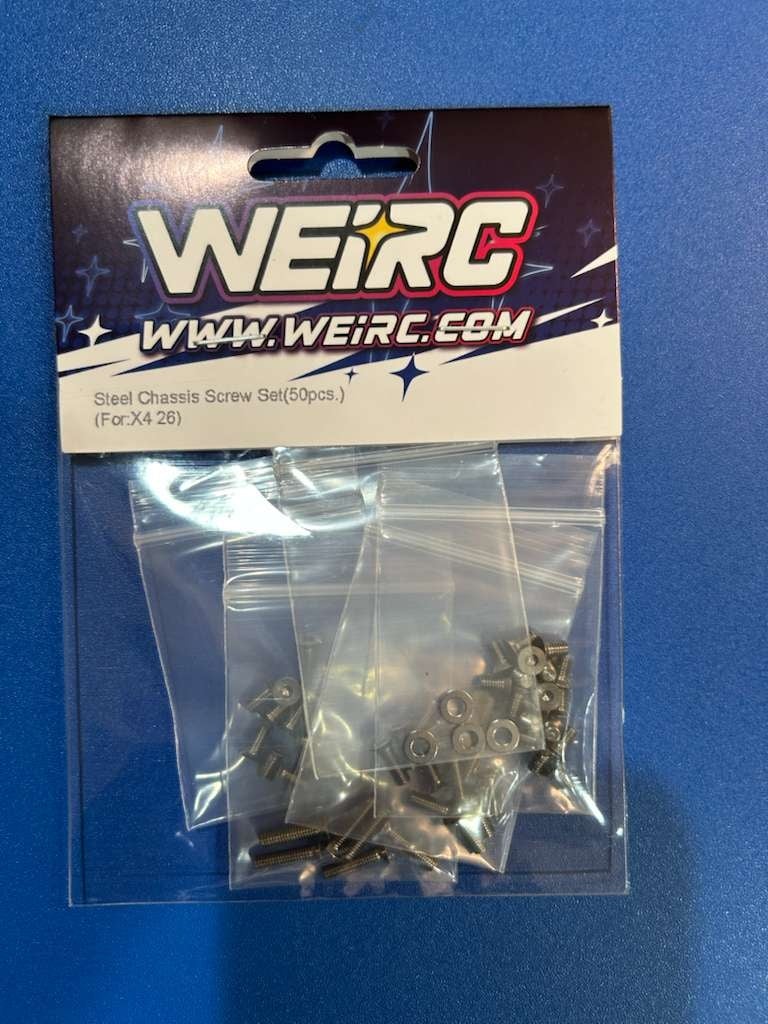 WEiRC
WWW.WEiRC.COM
Steel Chassis Screw Set(50pcs.)
(For:X4 26)